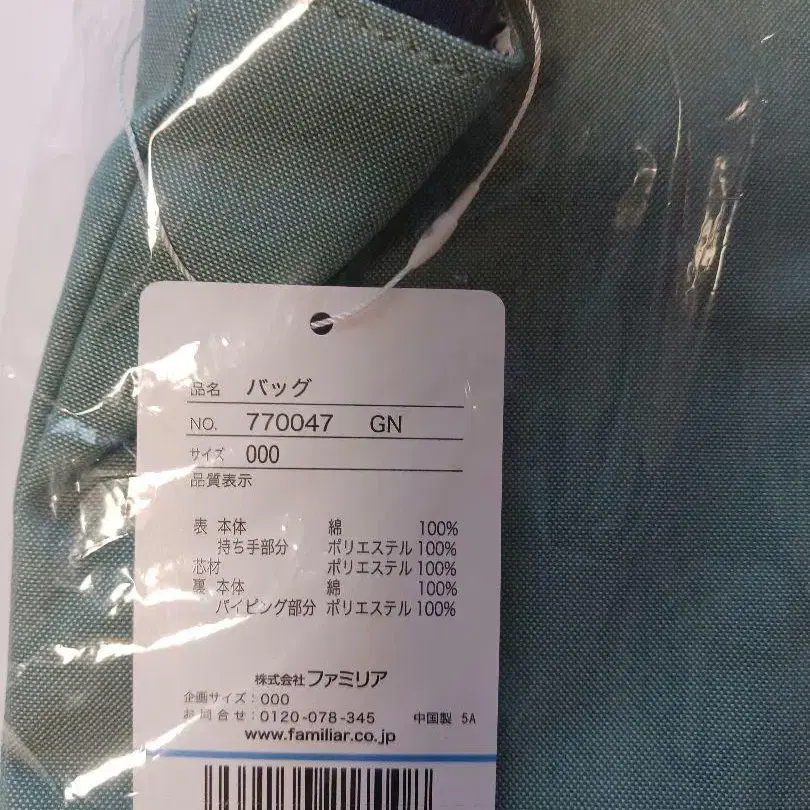 品名 バッグ
NO. 770047 GN
サイズ 000
品質表示
表 本体 綿 100%
持ち手部分 ポリエステル 100%
芯材 ポリエステル 100%
裏 本体 綿 100%
パイピング部分 ポリエステル 100%
株式会社 ファミリア
企画サイズ：000
お問合せ：0120-078-345 中国製 5A
www.familiar.co.jp